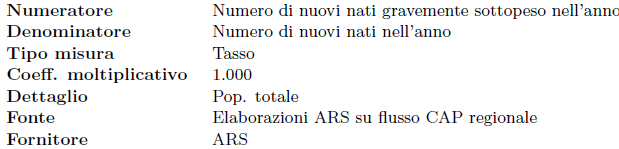 Numeratore Numero di nuovi nati gravemente sottopeso nell'anno
Denominatore Numero di nuovi nati nell'anno
Tipo misura Tasso
Coeff. moltiplicativo 1.000
Dettaglio Pop. totale
Fonte Elaborazioni ARS su flusso CAP regionale
Fornitore ARS